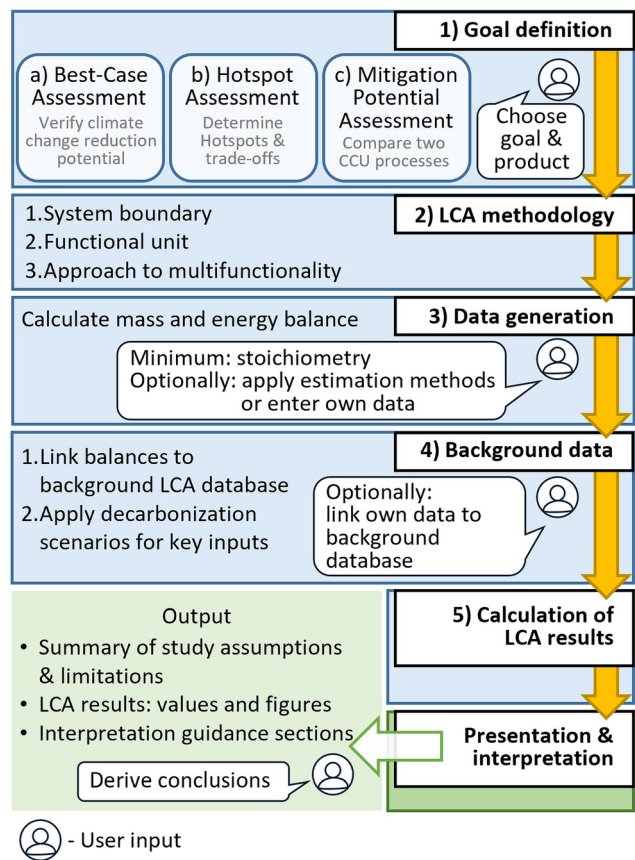 1) Goal definition
a) Best-Case
Assessment
Verify climate
change reduction
potential
b) Hotspot
Assessment
Determine
Hotspots &
trade-offs
c) Mitigation
Potential
Assessment
Compare two
CCU processes
Choose
goal &
product
2) LCA methodology
1.System boundary
2.Functional unit
3.Approach to multifunctionality
3) Data generation
Calculate mass and energy balance
Minimum: stoichiometry
Optionally: apply estimation methods
or enter own data
4) Background data
1.Link balances to
background LCA database
2.Apply decarbonization
scenarios for key inputs
Optionally:
link own data to
background
database
5) Calculation of
LCA results
Output
• Summary of study assumptions
& limitations
• LCA results: values and figures
• Interpretation guidance sections
Derive conclusions
Presentation &
interpretation
- User input